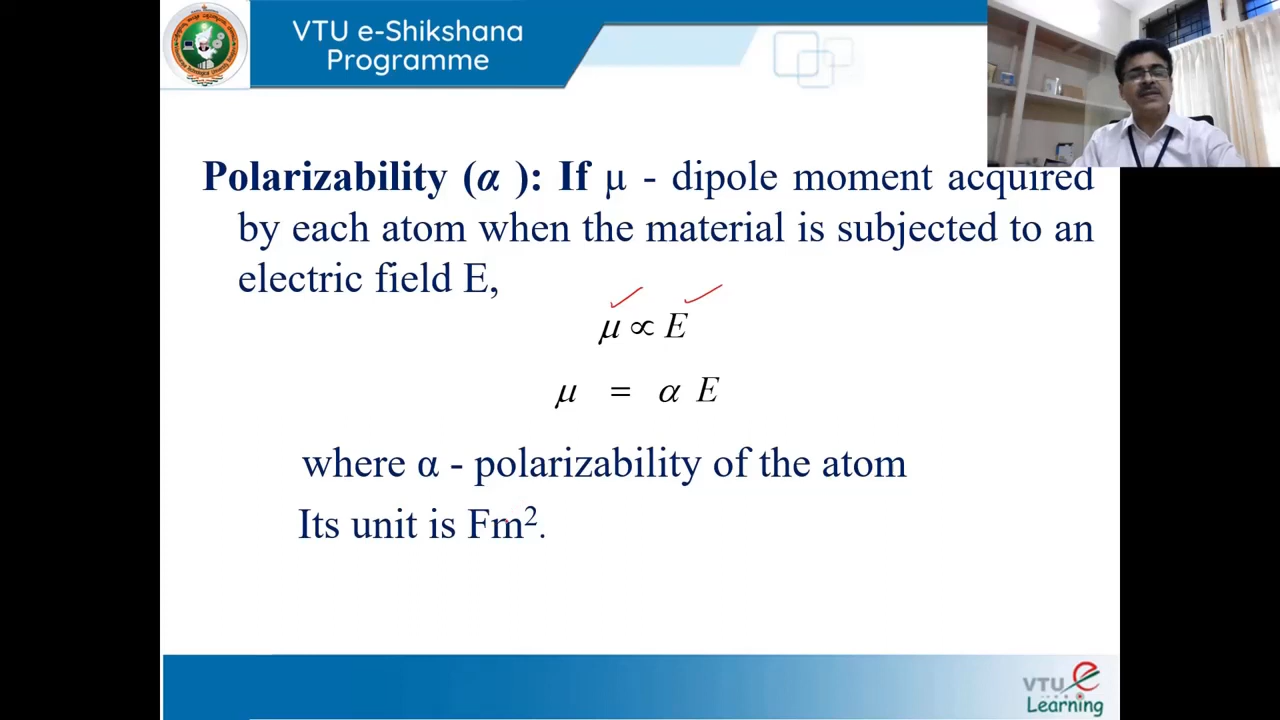 VTU e-Shikshana
Programme
Polarizability (α ): If μ - dipole moment acquired
by each atom when the material is subjected to an
electric field E,
μ ∝ E
μ = α E
where α - polarizability of the atom
Its unit is Fm².
VTU e
Learning